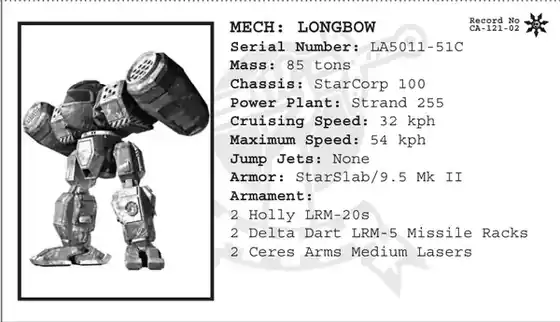 MECH: LONGBOW
Record No
CA-121-02
Serial Number: LA5011-51C
Mass: 85 tons
Chassis: StarCorp 100
Power Plant: Strand 255
Cruising Speed: 32 kph
Maximum Speed: 54 kph
Jump Jets: None
Armor: StarSlab/9.5 Mk II
Armament:
2 Holly LRM-20s
2 Delta Dart LRM-5 Missile Racks
2 Ceres Arms Medium Lasers